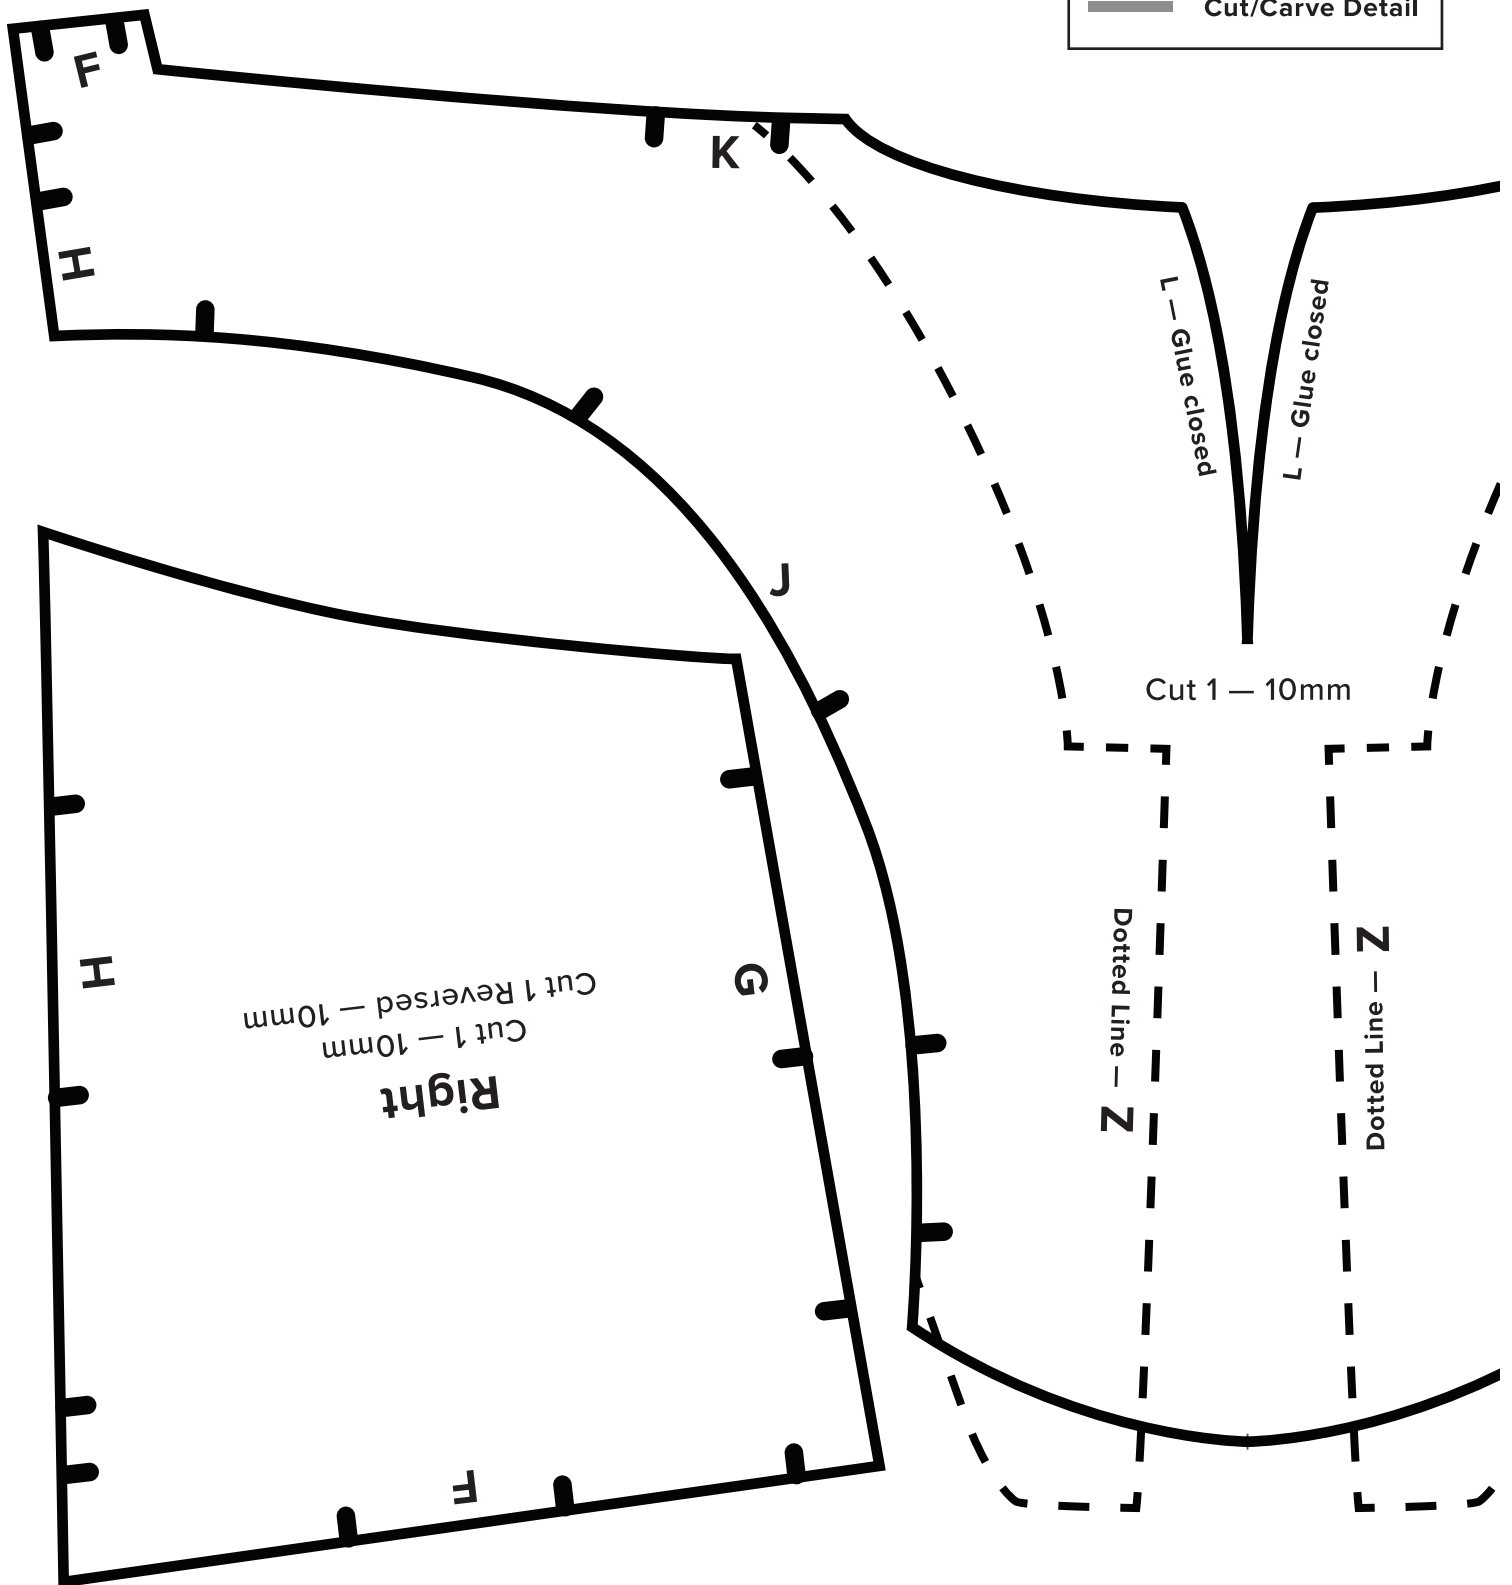 Cut/Carve Detail
F
K
H
L — Glue closed
L — Glue closed
J
Cut 1 — 10mm
Dotted Line — Z
Dotted Line — Z
H
G
Right
Cut 1 — 10mm
Cut 1 Reversed — 10mm
F